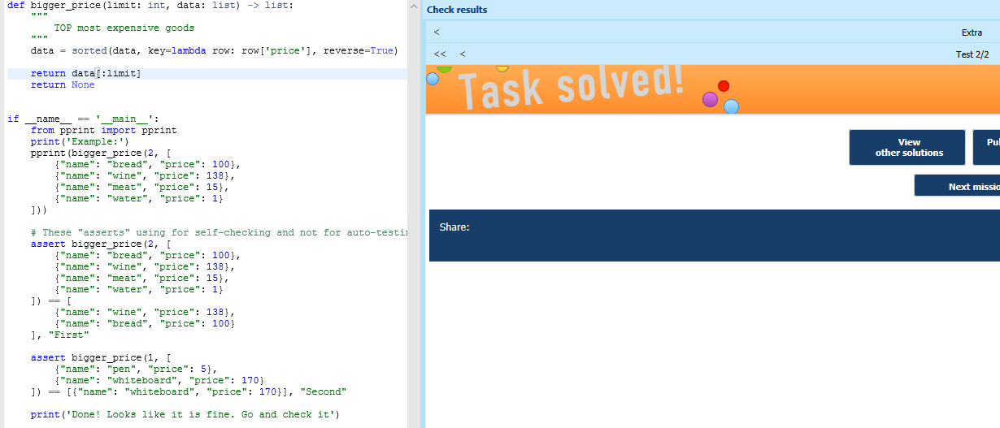 def bigger_price(limit: int, data: list) -> list:
    """
        TOP most expensive goods
    """
    data = sorted(data, key=lambda row: row['price'], reverse=True)
    return data[:limit]
    return None
if __name__ == '__main__':
    from pprint import pprint
    print('Example:')
    pprint(bigger_price(2, [
        {"name": "bread", "price": 100},
        {"name": "wine", "price": 138},
        {"name": "meat", "price": 15},
        {"name": "water", "price": 1}
    ]))
    # These "asserts" using for self-checking and not for auto-testin
    assert bigger_price(2, [
        {"name": "bread", "price": 100},
        {"name": "wine", "price": 138},
        {"name": "meat", "price": 15},
        {"name": "water", "price": 1}
    ]) == [
        {"name": "wine", "price": 138},
        {"name": "bread", "price": 100}
    ], "First"
    assert bigger_price(1, [
        {"name": "pen", "price": 5},
        {"name": "whiteboard", "price": 170}
    ]) == [{"name": "whiteboard", "price": 170}], "Second"
    print('Done! Looks like it is fine. Go and check it')
Check results
< Extra
<< < Test 2/2
Task solved!
View
other solutions
Pu
Next missio
Share: